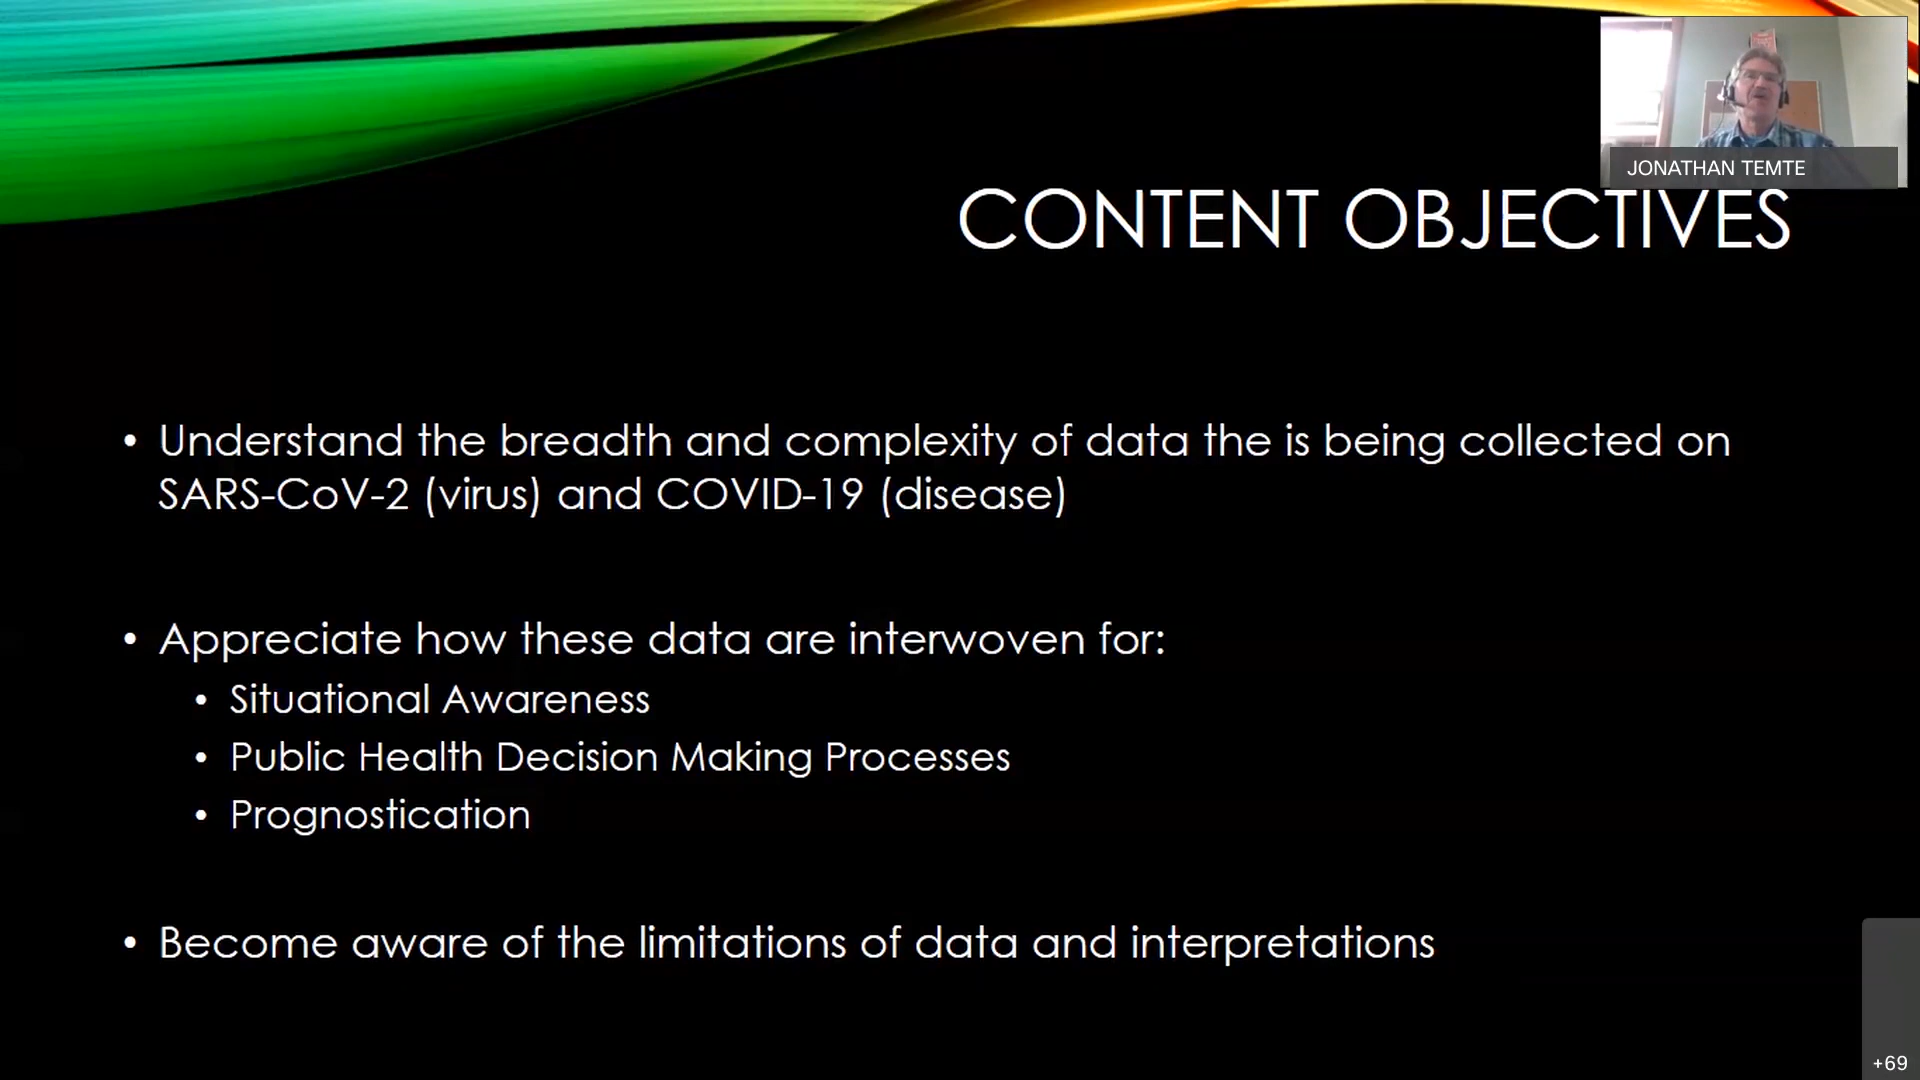 JONATHAN TEMTE
CONTENT OBJECTIVES
• Understand the breadth and complexity of data the is being collected on
SARS-CoV-2 (virus) and COVID-19 (disease)
• Appreciate how these data are interwoven for:
• Situational Awareness
• Public Health Decision Making Processes
• Prognostication
• Become aware of the limitations of data and interpretations
+69